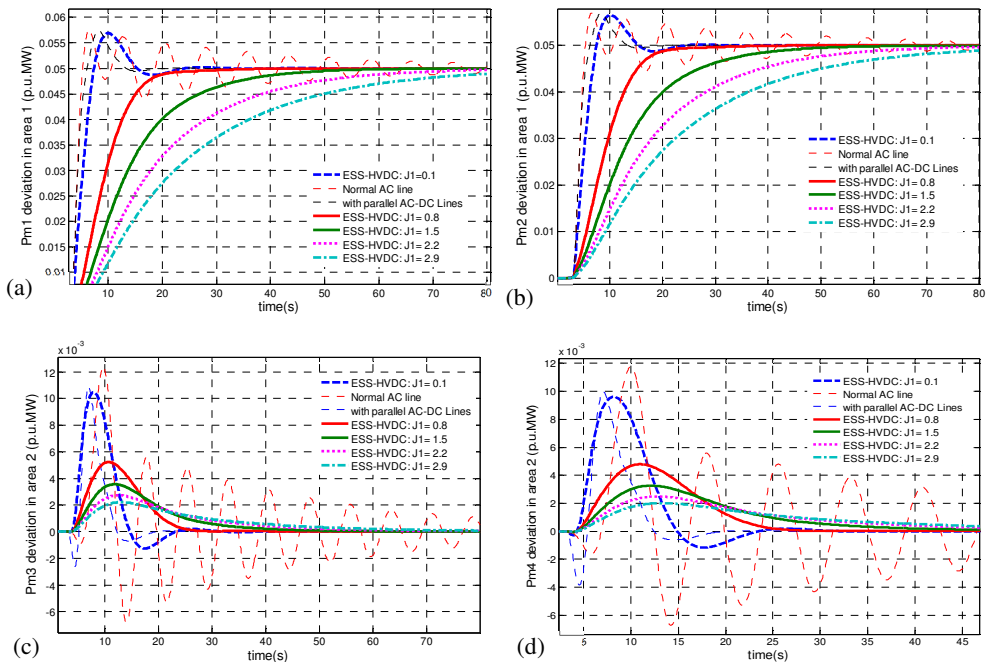 0.06
0.055
0.05
0.045
0.04
0.035
0.03
0.025
0.02
0.015
0.01
Pm1 deviation in area 1 (p.u.MW)
ESS-HVDC: J1=0.1
Normal AC line
with parallel AC-DC Lines
ESS-HVDC: J1= 0.8
ESS-HVDC: J1= 1.5
ESS-HVDC: J1= 2.2
ESS-HVDC: J1= 2.9
10 20 30 40 50 60 70 80
time(s)
(a)
0.05
0.04
0.03
0.02
0.01
0
Pm2 deviation in area 1 (p.u.MW)
ESS-HVDC: J1= 0.1
Normal AC line
with parallel AC-DC Lines
ESS-HVDC: J1= 0.8
ESS-HVDC: J1= 1.5
ESS-HVDC: J1= 2.2
ESS-HVDC: J1= 2.9
10 20 30 40 50 60 70 80
time(s)
(b)
x 10⁻³
12
10
8
6
4
2
0
-2
-4
-6
Pm3 deviation in area 2 (p.u.MW)
ESS-HVDC: J1= 0.1
Normal AC line
with parallel AC-DC Lines
ESS-HVDC: J1= 0.8
ESS-HVDC: J1= 1.5
ESS-HVDC: J1= 2.2
ESS-HVDC: J1= 2.9
10 20 30 40 50 60 70
time(s)
(c)
x 10⁻³
12
10
8
6
4
2
0
-2
-4
-6
Pm4 deviation in area 2 (p.u.MW)
ESS-HVDC: J1 = 0.1
Normal AC line
with parallel AC-DC Lines
ESS-HVDC: J1= 0.8
ESS-HVDC: J1= 1.5
ESS-HVDC: J1= 2.2
ESS-HVDC: J1= 2.9
5 10 15 20 25 30 35 40 45
time(s)
(d)